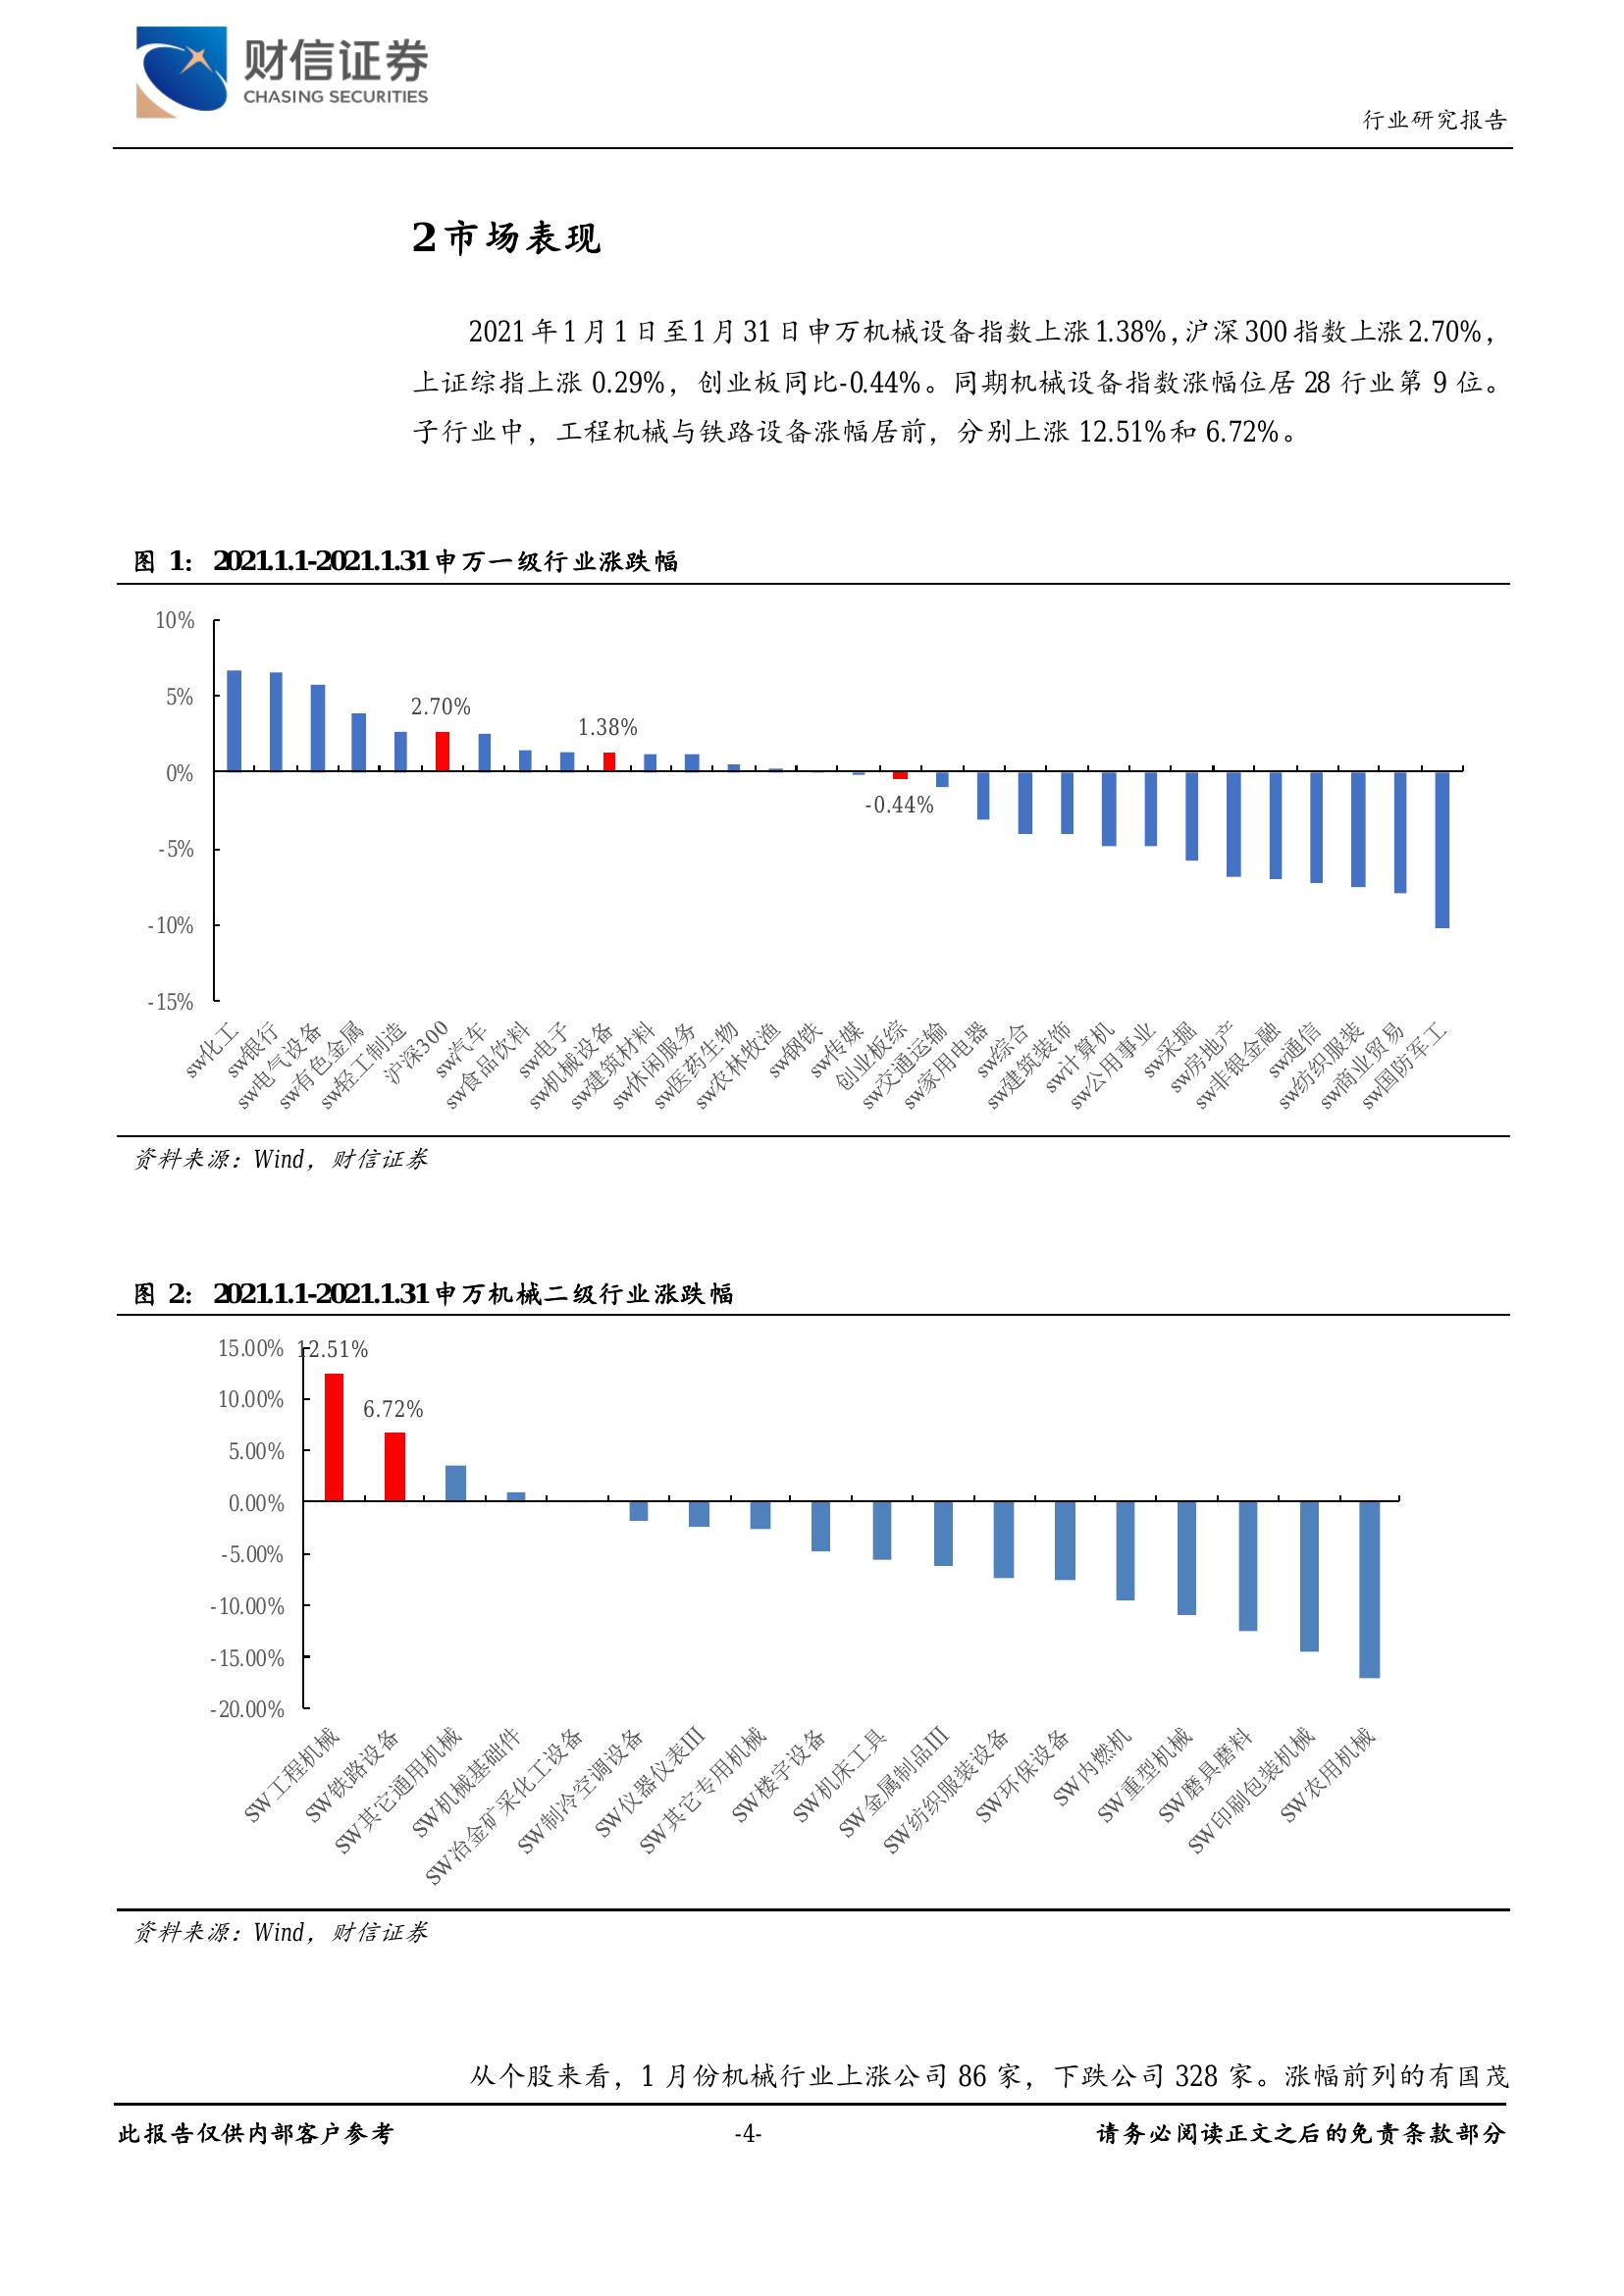 财信证券
CHASING SECURITIES
行业研究报告
2 市场表现
2021 年 1 月 1 日至 1 月 31 日申万机械设备指数上涨 1.38%，沪深 300 指数上涨 2.70%，
上证综指上涨 0.29%，创业板同比-0.44%。同期机械设备指数涨幅位居 28 行业第 9 位。
子行业中，工程机械与铁路设备涨幅居前，分别上涨 12.51%和 6.72%。
图 1：2021.1.1-2021.1.31 申万一级行业涨跌幅
10%
5%
0%
-5%
-10%
-15%
2.70%
1.38%
-0.44%
sw化工
sw银行
sw电气设备
sw有色金属
sw轻工制造
沪深300
sw汽车
sw食品饮料
sw电子
sw机械设备
sw建筑材料
sw休闲服务
sw医药生物
sw农林牧渔
sw钢铁
sw传媒
创业板综
sw交通运输
sw家用电器
sw综合
sw建筑装饰
sw计算机
sw公用事业
sw采掘
sw房地产
sw非银金融
sw通信
sw纺织服装
sw商业贸易
sw国防军工
资料来源：Wind，财信证券
图 2：2021.1.1-2021.1.31 申万机械二级行业涨跌幅
15.00%
10.00%
5.00%
0.00%
-5.00%
-10.00%
-15.00%
-20.00%
12.51%
6.72%
SW工程机械
SW铁路设备
SW其它通用机械
SW机械基础件
SW冶金矿采化工设备
SW制冷空调设备
SW仪器仪表III
SW其它专用机械
SW楼宇设备
SW机床工具
SW金属制品III
SW纺织服装设备
SW环保设备
SW内燃机
SW重型机械
SW磨具磨料
SW印刷包装机械
SW农用机械
资料来源：Wind，财信证券
从个股来看，1 月份机械行业上涨公司 86 家，下跌公司 328 家。涨幅前列的有国茂
此报告仅供内部客户参考
-4-
请务必阅读正文之后的免责条款部分